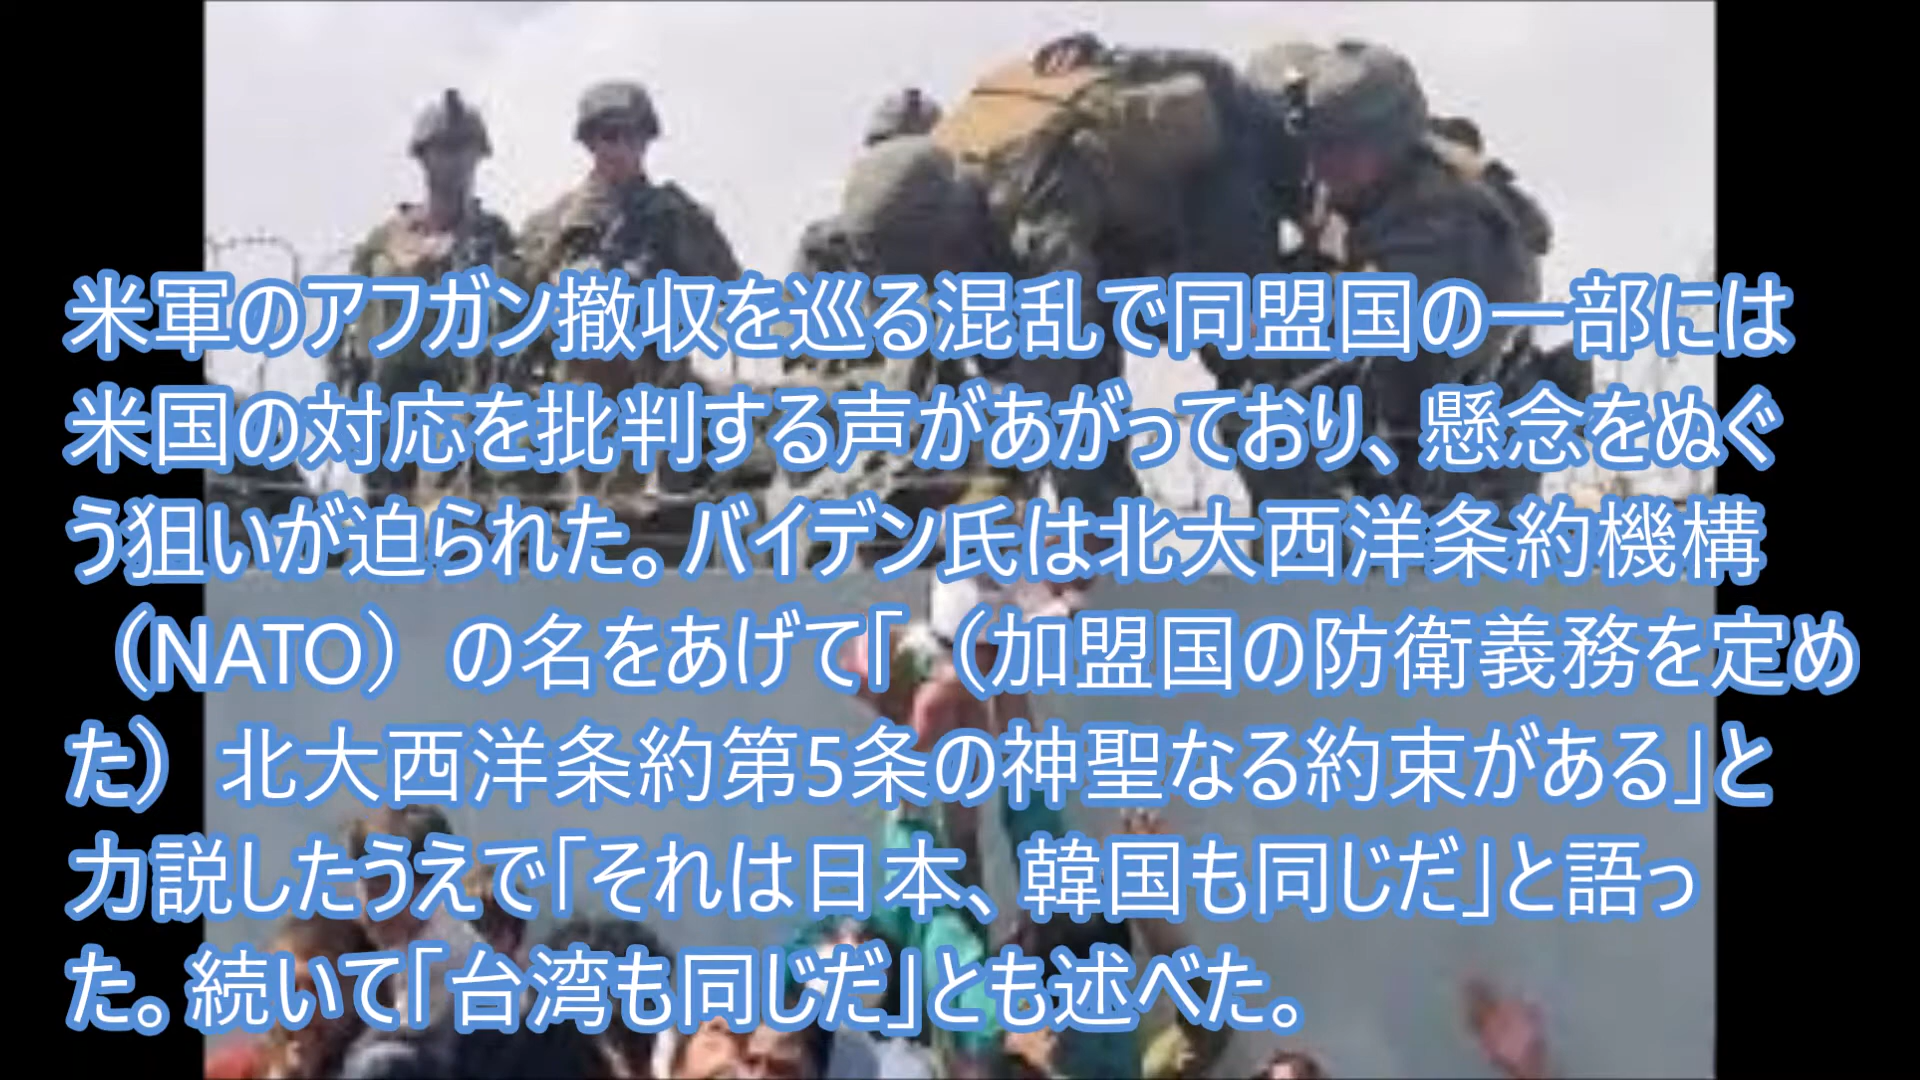 米軍のアフガン撤収を巡る混乱で同盟国の一部には
米国の対応を批判する声があがっており、懸念をぬぐ
う狙いが迫られた。バイデン氏は北大西洋条約機構
（NATO）の名をあげて「（加盟国の防衛義務を定め
た）北大西洋条約第5条の神聖なる約束がある」と
力説したうえで「それは日本、韓国も同じだ」と語っ
た。続いて「台湾も同じだ」とも述べた。